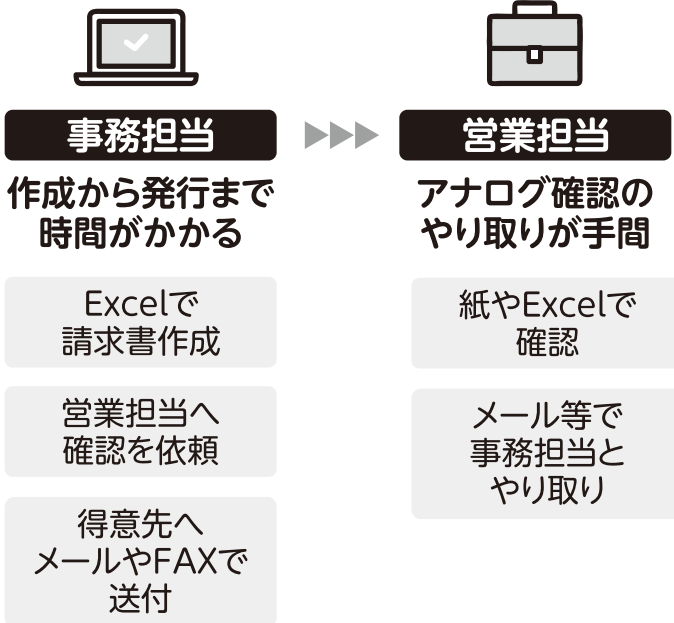 事務担当
作成から発行まで
時間がかかる
Excelで
請求書作成
営業担当へ
確認を依頼
得意先へ
メールやFAXで
送付
営業担当
アナログ確認の
やり取りが手間
紙やExcelで
確認
メール等で
事務担当と
やり取り